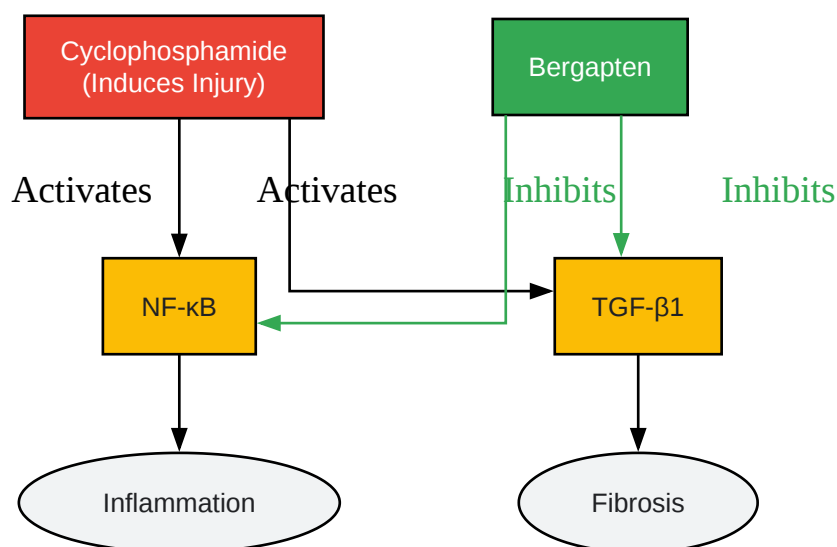 Cyclophosphamide
(Induces Injury)
Bergapten
Activates
Activates
Inhibits
Inhibits
NF-κB
TGF-β1
Inflammation
Fibrosis